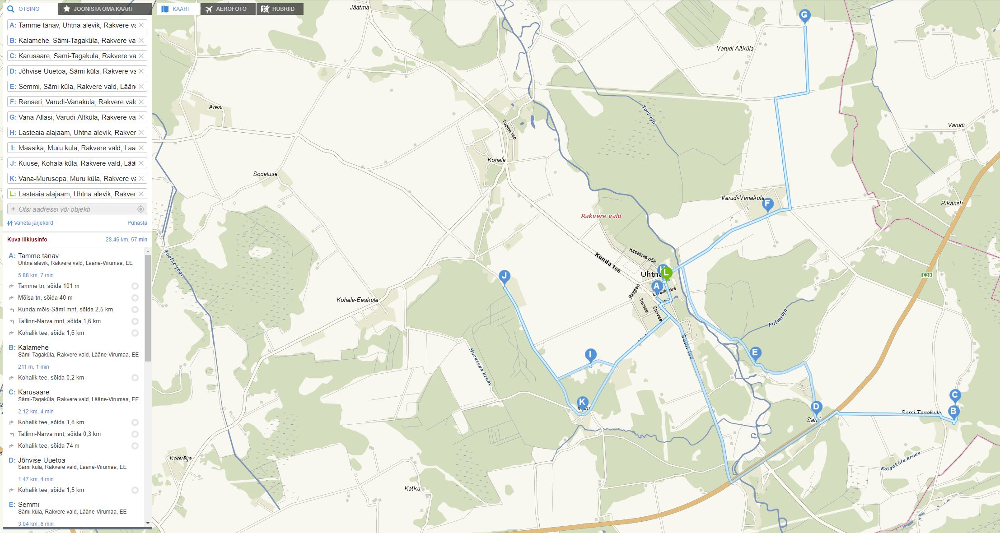 OTSING
JOONISTA OMA KAART
KAART
AEROFOTO
HÜBRIID
A: Tamme tänav, Uhtna alevik, Rakvere va
B: Kalamehe, Sämi-Tagaküla, Rakvere va
C: Karusaare, Sämi-Tagaküla, Rakvere va
D: Jõhvise-Uuetoa, Sämi küla, Rakvere va
E: Semmi, Sämi küla, Rakvere vald, Lään
F: Renseri, Varudi-Vanaküla, Rakvere vald
G: Vana-Allasi, Varudi-Altküla, Rakvere va
H: Lasteaia alajaam, Uhtna alevik, Rakver
I: Maasika, Muru küla, Rakvere vald, Lää
J: Kuuse, Kohala küla, Rakvere vald, Lää
K: Vana-Murusepa, Muru küla, Rakvere va
L: Lasteaia alajaam, Uhtna alevik, Rakver
+ Otsi aadressi või objekti
Vaheta järjekord
Puhasta
Kuva liiklusinfo
28.46 km, 57 min
A: Tamme tänav
Uhtna alevik, Rakvere vald, Lääne-Virumaa, EE
5.88 km, 7 min
Tamme tn, sõida 101 m
Mõisa tn, sõida 40 m
Kunda mõis-Sämi mnt, sõida 2,5 km
Tallinn-Narva mnt, sõida 1,6 km
Kohalik tee, sõida 1,6 km
B: Kalamehe
Sämi-Tagaküla, Rakvere vald, Lääne-Virumaa, EE
211 m, 1 min
Kohalik tee, sõida 0,2 km
C: Karusaare
Sämi-Tagaküla, Rakvere vald, Lääne-Virumaa, EE
2.12 km, 4 min
Kohalik tee, sõida 1,8 km
Tallinn-Narva mnt, sõida 0,3 km
Kohalik tee, sõida 74 m
D: Jõhvise-Uuetoa
Sämi küla, Rakvere vald, Lääne-Virumaa, EE
1.47 km, 4 min
Kohalik tee, sõida 1,5 km
E: Semmi
Sämi küla, Rakvere vald, Lääne-Virumaa, EE
3.04 km, 6 min
Jäätma
G
Varudi-Altküla
Aresi
Tori oja
Toome tee
Varudi
Kohala
Sooaluse
Varudi-Vanaküla
F
Pikaristi
Rakvere vald
Kitseküla põik
Kunda tee
Toolse jõgi
Uhtna
L
J
E20
A
Ringtee
Kohala-Eesküla
Terase
Saeveski
Palmioja
Sämi tee
I
E
Murusepa kraav
K
Muru
C
D
B
Sämi-Tagaküla
Sämi
Koovälja
Kolgaküla kraav
Katku